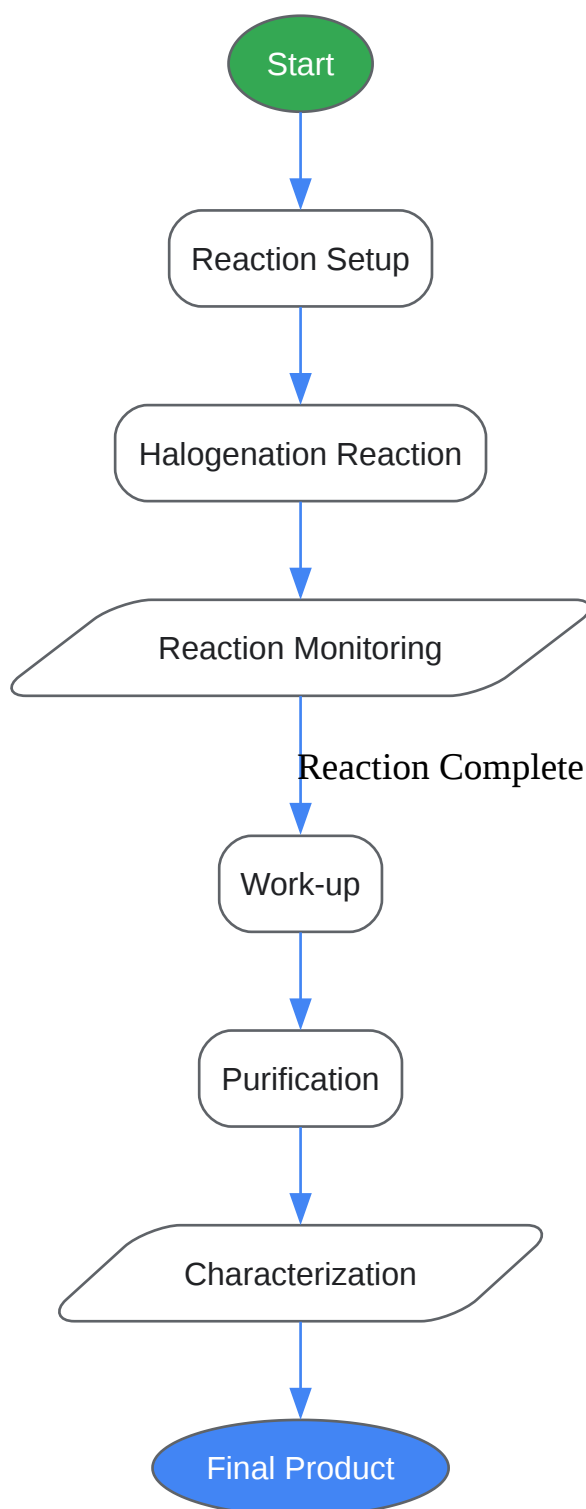 Start
Reaction Setup
Halogenation Reaction
Reaction Monitoring
Reaction Complete
Work-up
Purification
Characterization
Final Product